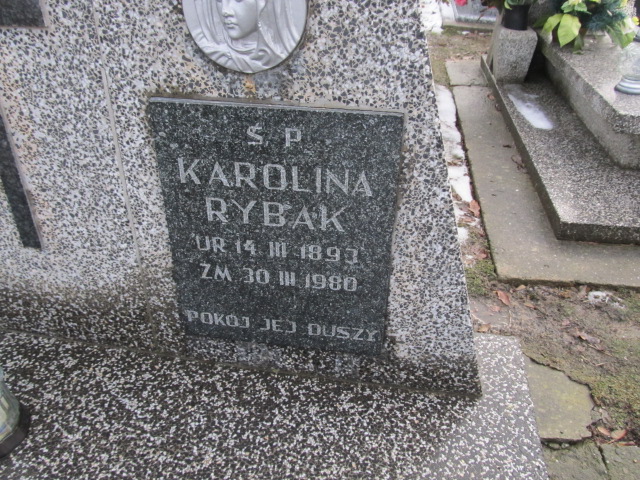 Ś P
KAROLINA
RYBAK
UR 14 III 1893
ZM 30 III 1980
POKÓJ JEJ DUSZY